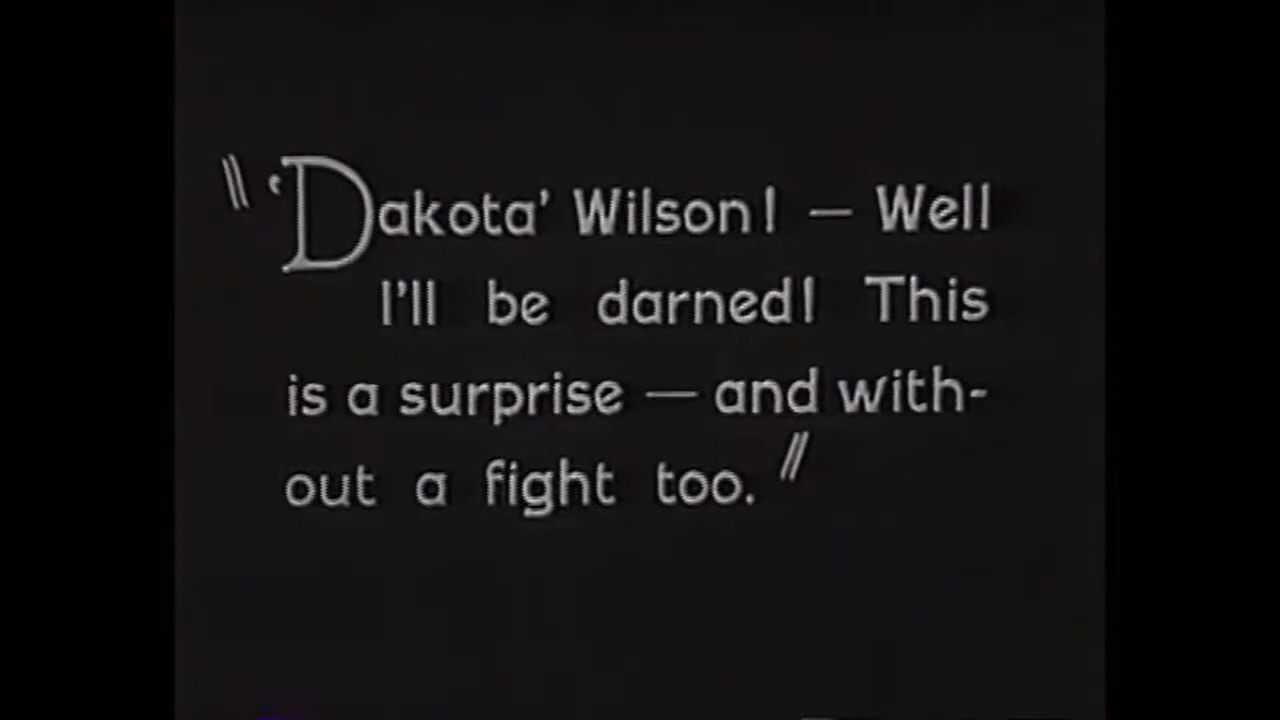 "'Dakota' Wilson! — Well
I'll be darned! This
is a surprise — and with-
out a fight too."